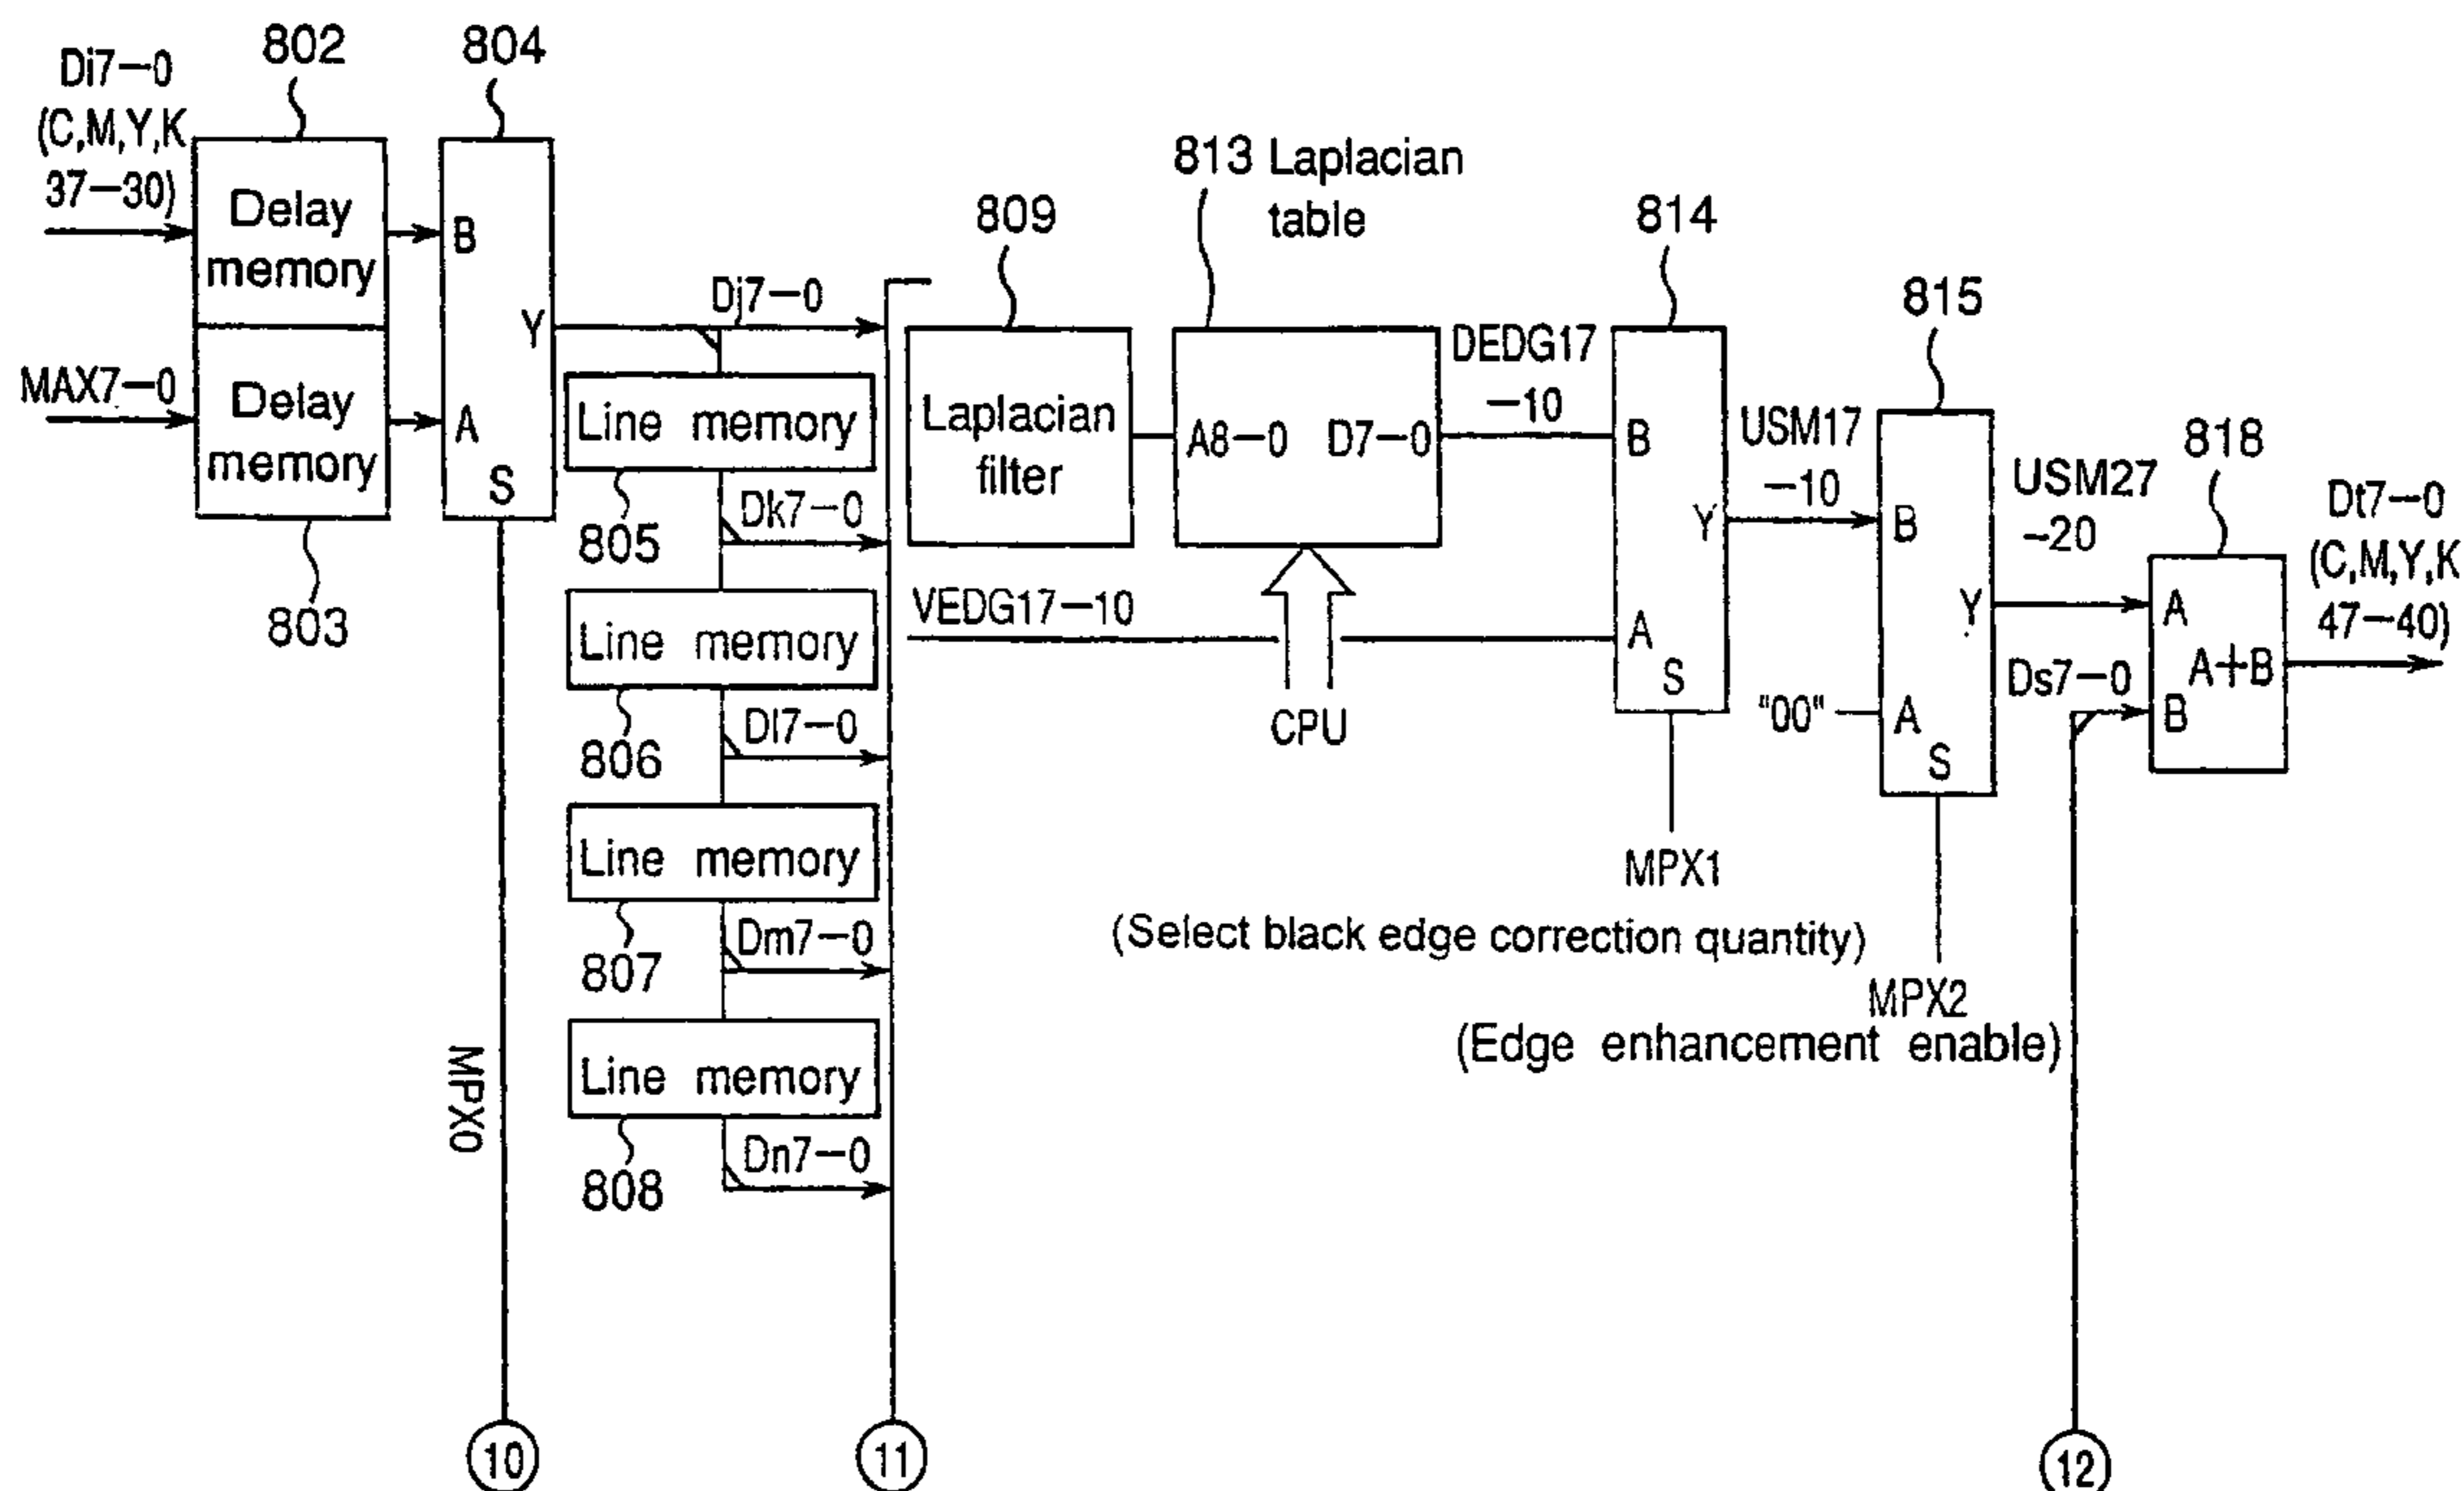 802
804
Di7-0
(C,M,Y,K
37-30)
Delay
memory
B
813 Laplacian
table
809
814
815
818
MAX7-0
Delay
memory
A
Y
S
803
Dj7-0
Line memory
805
Dk7-0
Line memory
806
Dl7-0
Line memory
807
Dm7-0
Line memory
808
Dn7-0
Laplacian
filter
A8-0 D7-0
DEDG17
-10
B
Y
A
S
VEDG17-10
CPU
MPX1
(Select black edge correction quantity)
USM17
-10
B
Y
"00"
A
S
MPX2
(Edge enhancement enable)
USM27
-20
A
A+B
B
Ds7-0
Dt7-0
(C,M,Y,K
47-40)
MPX0
10
11
12